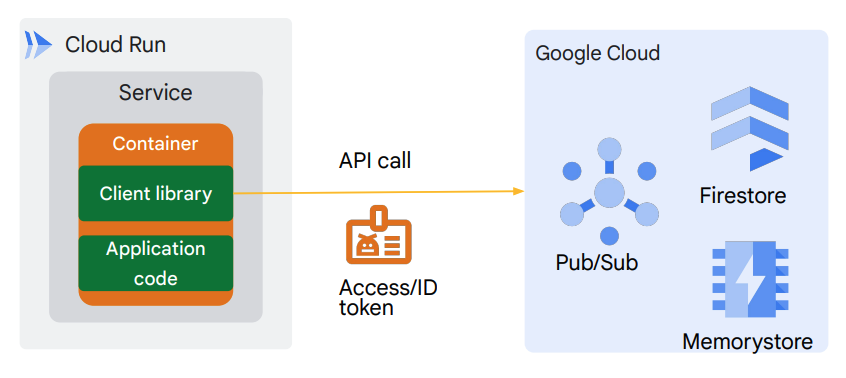 Cloud Run
Service
Container
Client library
Application
code
API call
Access/ID
token
Google Cloud
Firestore
Pub/Sub
Memorystore